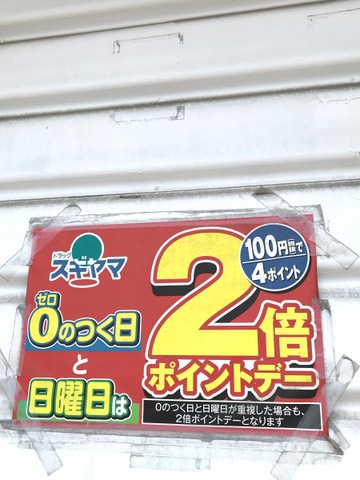 ドラッグ
スギヤマ
ゼロ
0のつく日
と
日曜日は
100円税抜で
4ポイント
2倍
ポイントデー
0のつく日と日曜日が重複した場合も、
2倍ポイントデーとなります